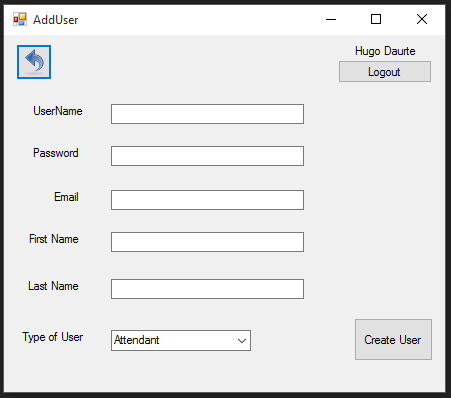 AddUser
Hugo Daurte
Logout
UserName
Password
Email
First Name
Last Name
Type of User
Attendant
Create User